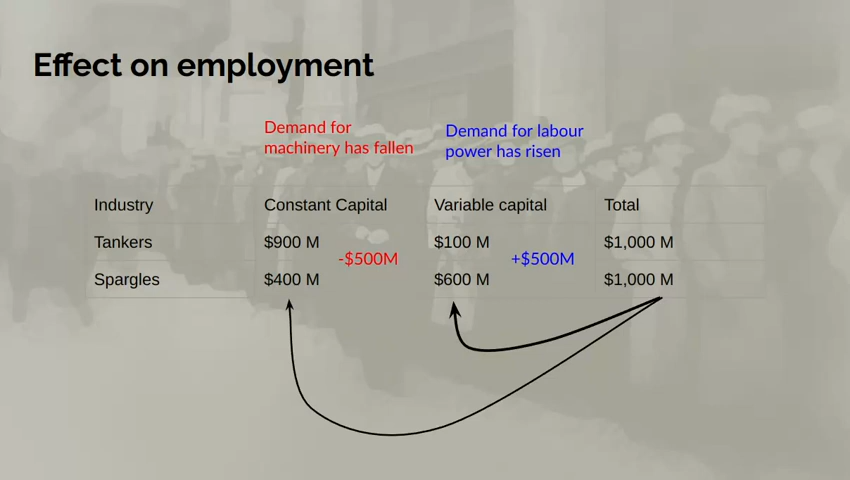 Effect on employment
Demand for
machinery has fallen
Demand for labour
power has risen
Industry Constant Capital Variable capital Total
Tankers $900 M $100 M $1,000 M
-$500M +$500M
Spargles $400 M $600 M $1,000 M